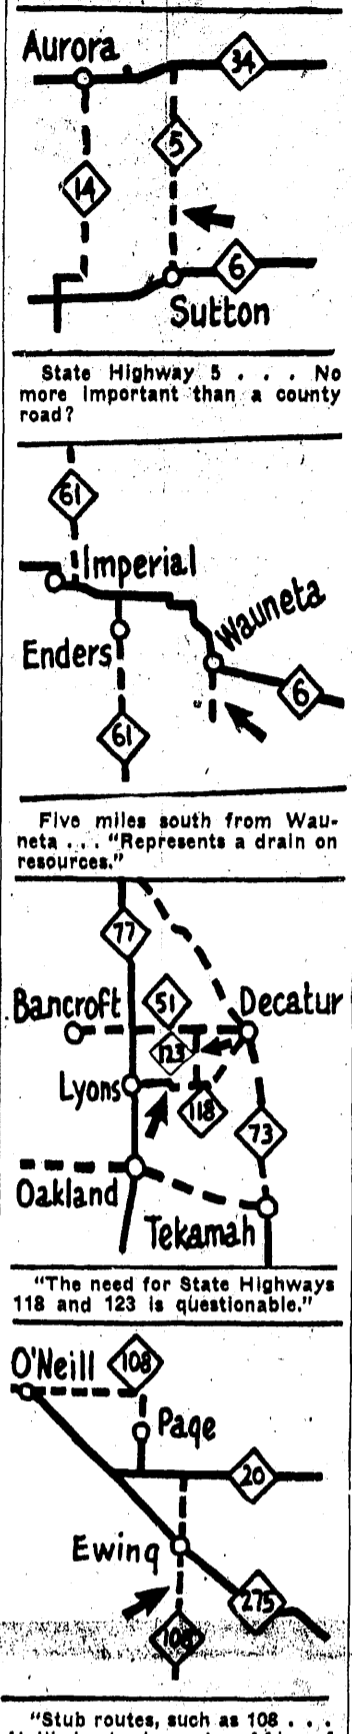 Aurora
34
5
14
6
Sutton
State Highway 5 . . . No
more important than a county
road?
61
Imperial
Wauneta
Enders
6
61
Five miles south from Wau-
neta . . . "Represents a drain on
resources."
77
Bancroft
51
Decatur
123
Lyons
118
73
Oakland
Tekamah
"The need for State Highways
118 and 123 is questionable."
O'Neill
108
Page
20
Ewing
275
108
"Stub routes, such as 108 . . .